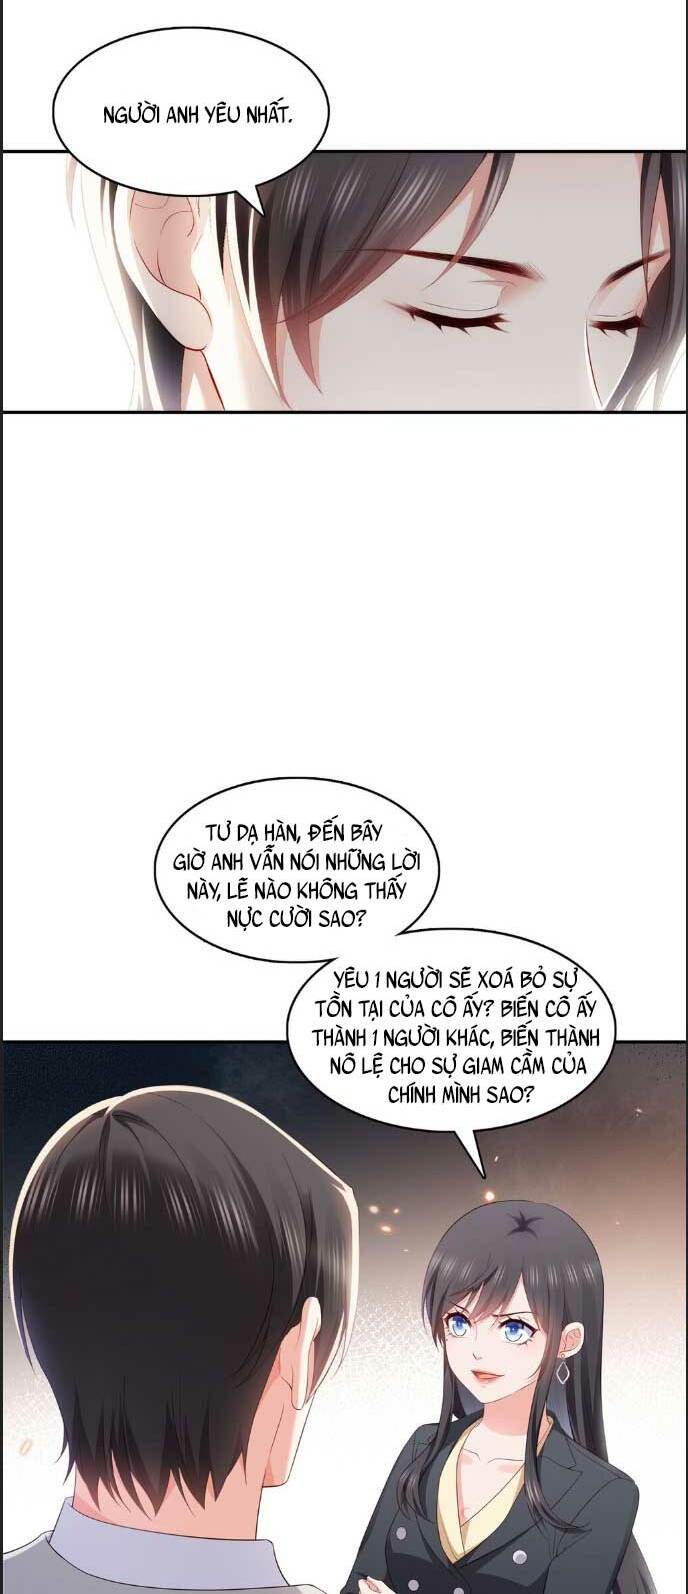 NGƯỜI ANH YÊU NHẤT.
TƯ DẠ HÀN, ĐẾN BÂY
GIỜ ANH VẪN NÓI NHỮNG LỜI
NÀY, LẼ NÀO KHÔNG THẤY
NỰC CƯỜI SAO?
YÊU 1 NGƯỜI SẼ XOÁ BỎ SỰ
TỒN TẠI CỦA CÔ ẤY? BIẾN CÔ ẤY
THÀNH 1 NGƯỜI KHÁC, BIẾN THÀNH
NÔ LỆ CHO SỰ GIAM CẦM CỦA
CHÍNH MÌNH SAO?